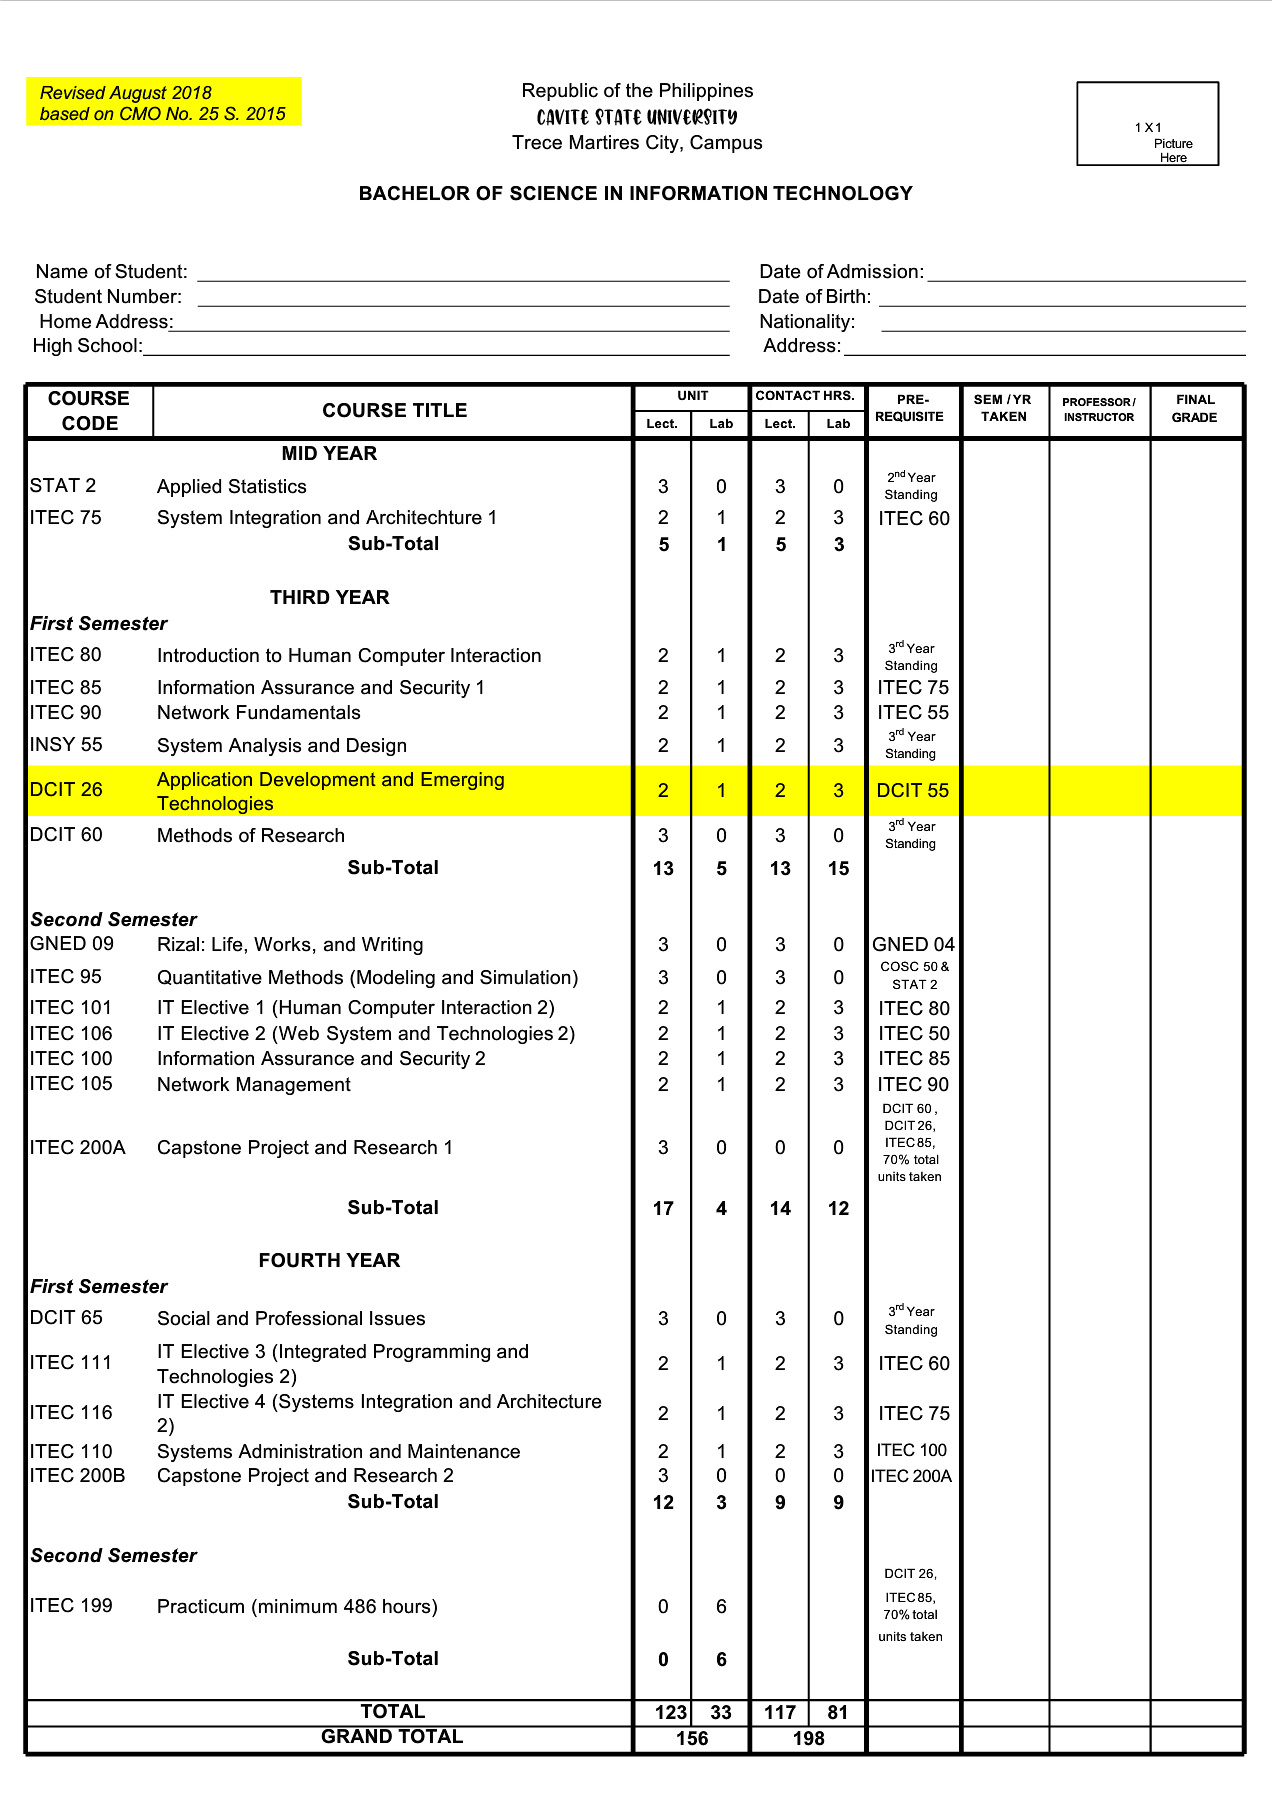 Revised August 2018
based on CMO No. 25 S. 2015
Republic of the Philippines
CAVITE STATE UNIVERSITY
Trece Martires City, Campus
1 X 1
Picture
Here
BACHELOR OF SCIENCE IN INFORMATION TECHNOLOGY
Name of Student: Date of Admission:
Student Number: Date of Birth:
Home Address: Nationality:
High School: Address:
COURSE CODE COURSE TITLE UNIT Lect. Lab CONTACT HRS. Lect. Lab PRE-REQUISITE SEM / YR TAKEN PROFESSOR / INSTRUCTOR FINAL GRADE
MID YEAR
STAT 2 Applied Statistics 3 0 3 0 2nd Year Standing
ITEC 75 System Integration and Architechture 1 2 1 2 3 ITEC 60
Sub-Total 5 1 5 3
THIRD YEAR
First Semester
ITEC 80 Introduction to Human Computer Interaction 2 1 2 3 3rd Year Standing
ITEC 85 Information Assurance and Security 1 2 1 2 3 ITEC 75
ITEC 90 Network Fundamentals 2 1 2 3 ITEC 55
INSY 55 System Analysis and Design 2 1 2 3 3rd Year Standing
DCIT 26 Application Development and Emerging Technologies 2 1 2 3 DCIT 55
DCIT 60 Methods of Research 3 0 3 0 3rd Year Standing
Sub-Total 13 5 13 15
Second Semester
GNED 09 Rizal: Life, Works, and Writing 3 0 3 0 GNED 04
ITEC 95 Quantitative Methods (Modeling and Simulation) 3 0 3 0 COSC 50 & STAT 2
ITEC 101 IT Elective 1 (Human Computer Interaction 2) 2 1 2 3 ITEC 80
ITEC 106 IT Elective 2 (Web System and Technologies 2) 2 1 2 3 ITEC 50
ITEC 100 Information Assurance and Security 2 2 1 2 3 ITEC 85
ITEC 105 Network Management 2 1 2 3 ITEC 90
ITEC 200A Capstone Project and Research 1 3 0 0 0 DCIT 60, DCIT 26, ITEC 85, 70% total units taken
Sub-Total 17 4 14 12
FOURTH YEAR
First Semester
DCIT 65 Social and Professional Issues 3 0 3 0 3rd Year Standing
ITEC 111 IT Elective 3 (Integrated Programming and Technologies 2) 2 1 2 3 ITEC 60
ITEC 116 IT Elective 4 (Systems Integration and Architecture 2) 2 1 2 3 ITEC 75
ITEC 110 Systems Administration and Maintenance 2 1 2 3 ITEC 100
ITEC 200B Capstone Project and Research 2 3 0 0 0 ITEC 200A
Sub-Total 12 3 9 9
Second Semester
ITEC 199 Practicum (minimum 486 hours) 0 6 DCIT 26, ITEC 85, 70% total units taken
Sub-Total 0 6
TOTAL 123 33 117 81
GRAND TOTAL 156 198